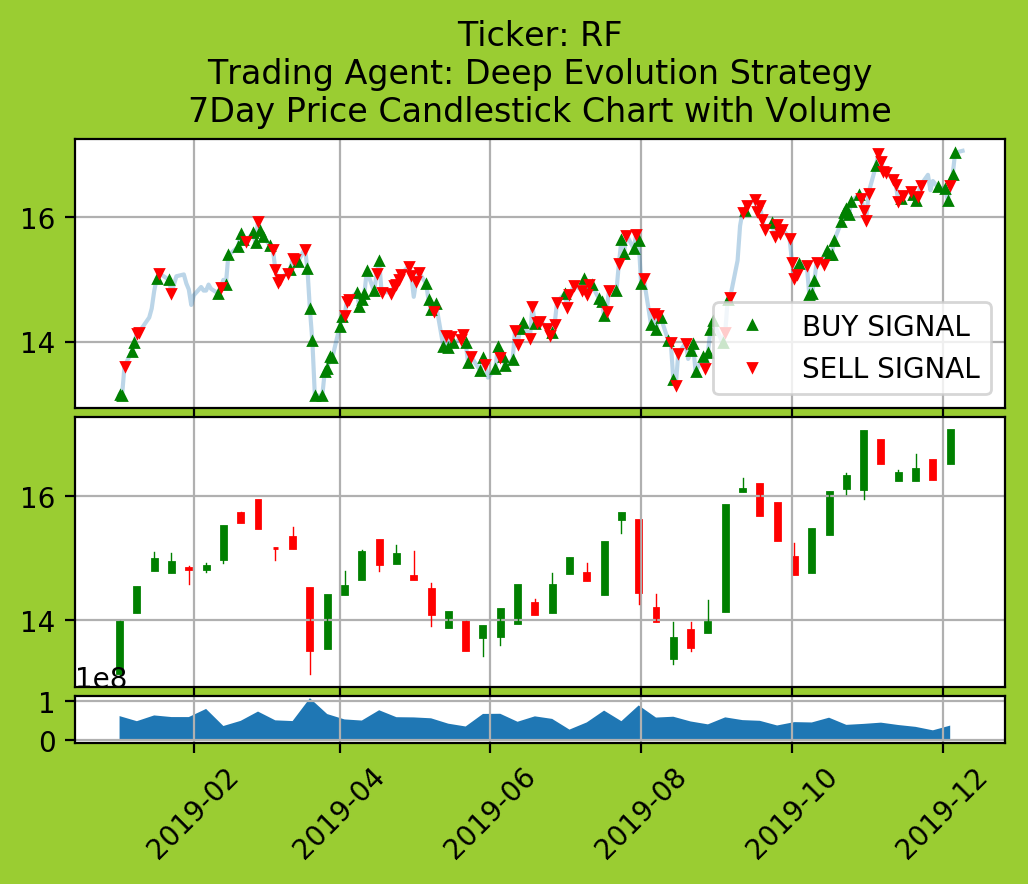 Ticker: RF
Trading Agent: Deep Evolution Strategy
7Day Price Candlestick Chart with Volume
16
14
BUY SIGNAL
SELL SIGNAL
16
14
1e8
1
0
2019-02
2019-04
2019-06
2019-08
2019-10
2019-12